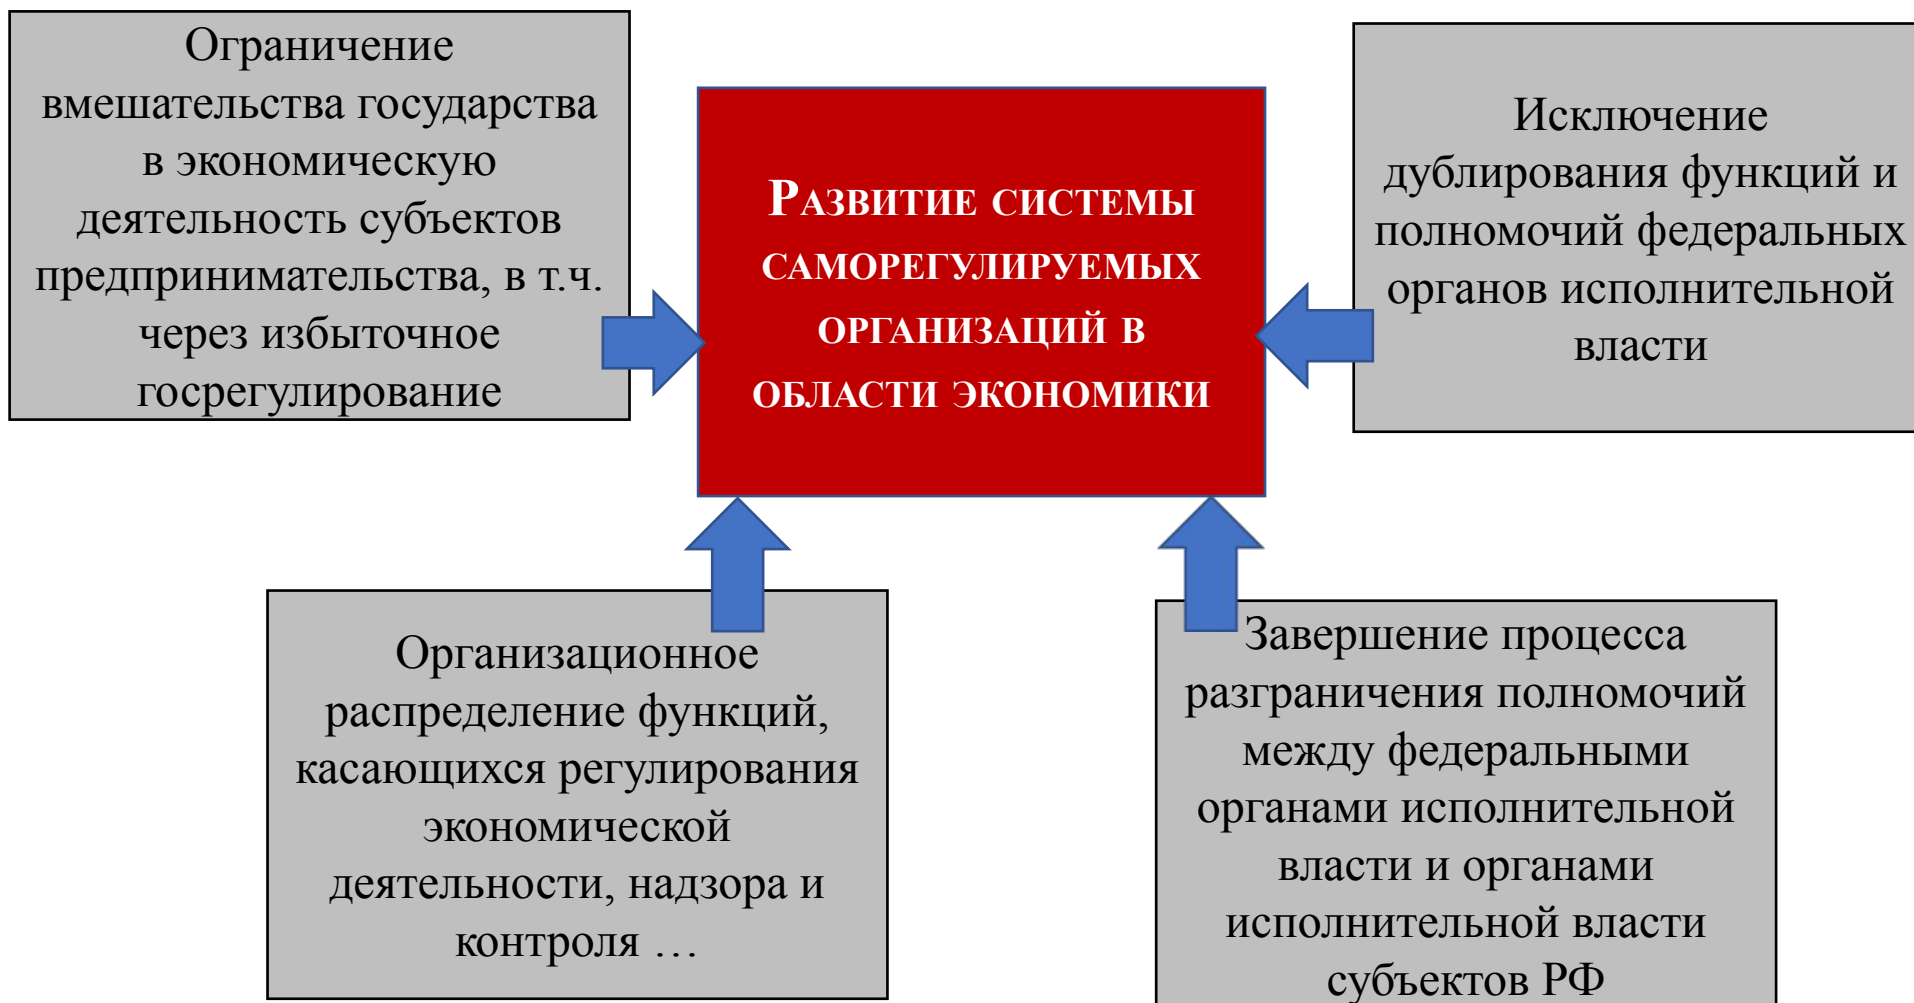 Ограничение
вмешательства государства
в экономическую
деятельность субъектов
предпринимательства, в т.ч.
через избыточное
госрегулирование
Развитие системы
саморегулируемых
организаций в
области экономики
Исключение
дублирования функций и
полномочий федеральных
органов исполнительной
власти
Организационное
распределение функций,
касающихся регулирования
экономической
деятельности, надзора и
контроля …
Завершение процесса
разграничения полномочий
между федеральными
органами исполнительной
власти и органами
исполнительной власти
субъектов РФ